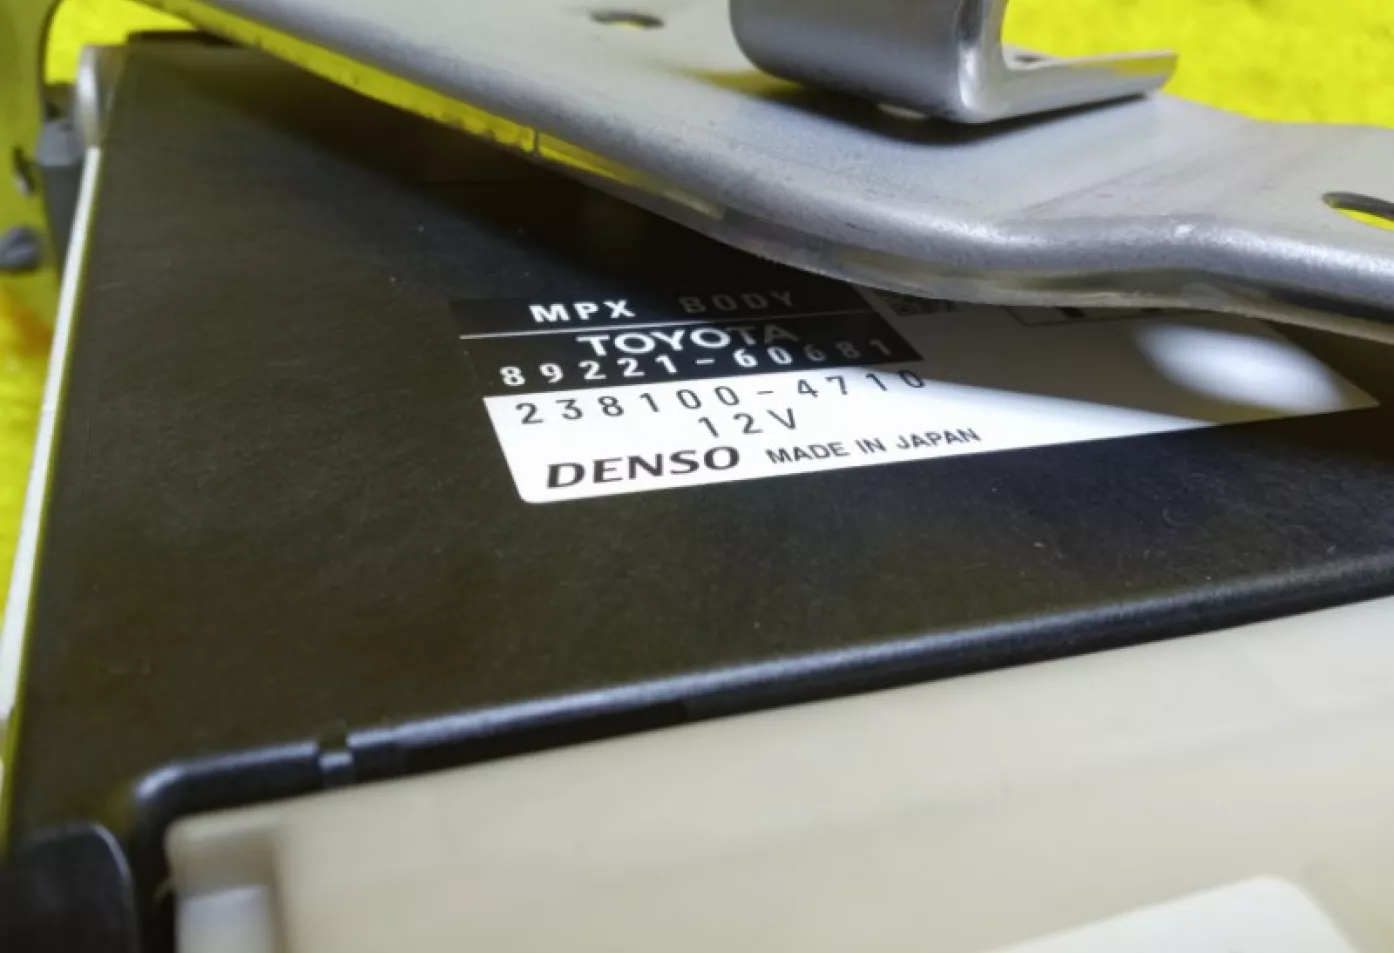 MPX BODY
TOYOTA
89221-60681
238100-4710
12V
DENSO MADE IN JAPAN